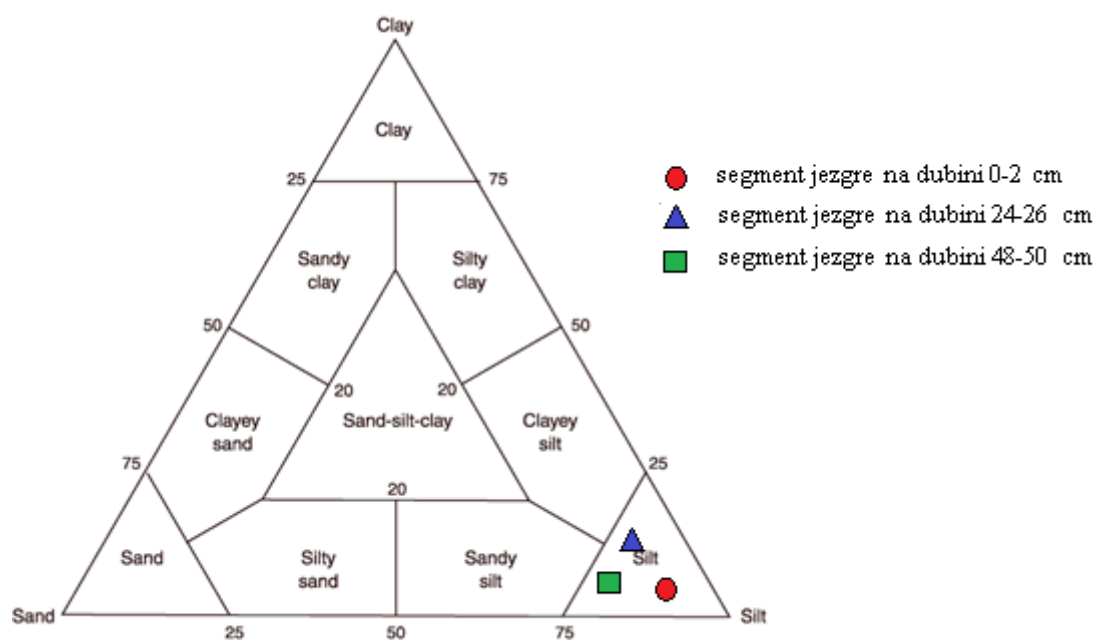 Clay
Clay
25
75
segment jezgre na dubini 0-2 cm
segment jezgre na dubini 24-26 cm
segment jezgre na dubini 48-50 cm
Sandy
clay
Silty
clay
50
50
20
20
Clayey
sand
Sand-silt-clay
Clayey
silt
75
25
20
Sand
Silty
sand
Sandy
silt
Silt
Sand
25
50
75
Silt